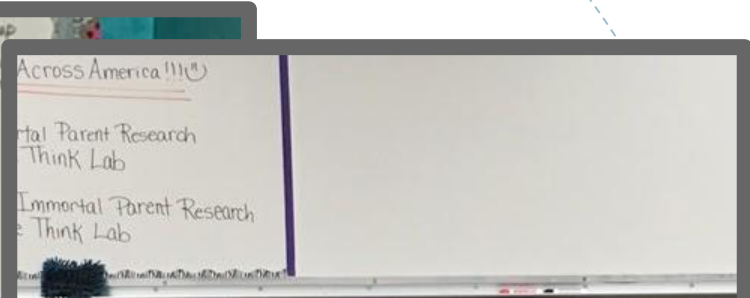 Across America!!!
Parent Research
Think Lab
Immortal Parent Research
Think Lab